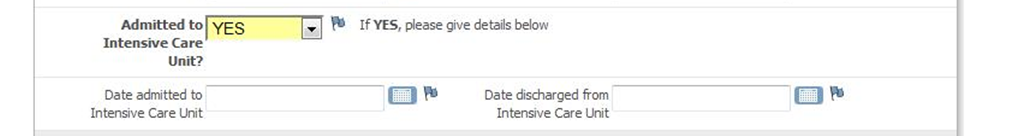 Admitted to Intensive Care Unit? YES If YES, please give details below
Date admitted to Intensive Care Unit Date discharged from Intensive Care Unit